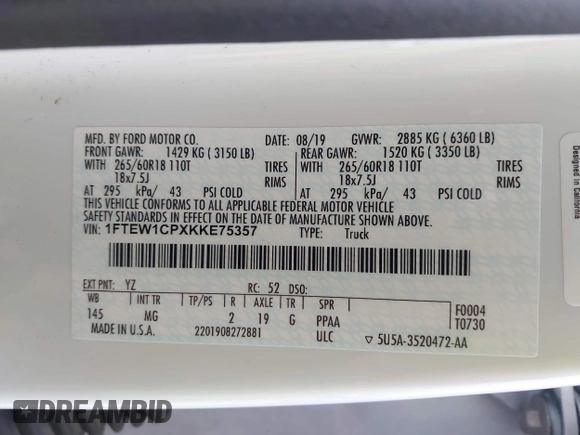 MFD. BY FORD MOTOR CO. DATE: 08/19 GVWR: 2885 KG ( 6360 LB)
FRONT GAWR: 1429 KG ( 3150 LB) REAR GAWR: 1520 KG ( 3350 LB)
WITH 265/60R18 110T TIRES WITH 265/60R18 110T TIRES
18x7.5J RIMS 18x7.5J RIMS
AT 295 kPa/ 43 PSI COLD AT 295 kPa/ 43 PSI COLD
THIS VEHICLE CONFORMS TO ALL APPLICABLE FEDERAL MOTOR VEHICLE
SAFETY STANDARDS IN EFFECT ON THE DATE OF MANUFACTURE SHOWN ABOVE.
VIN: 1FTEW1CPXKKE75357 TYPE: Truck
EXT PNT: YZ RC: 52 DSO:
WB INT TR TP/PS R AXLE TR SPR F0004
145 MG 2 19 G PPAA T0730
MADE IN U.S.A. 2201908272881 ULC ▽ 5U5A-3520472-AA
Designed in California
DREAMBID